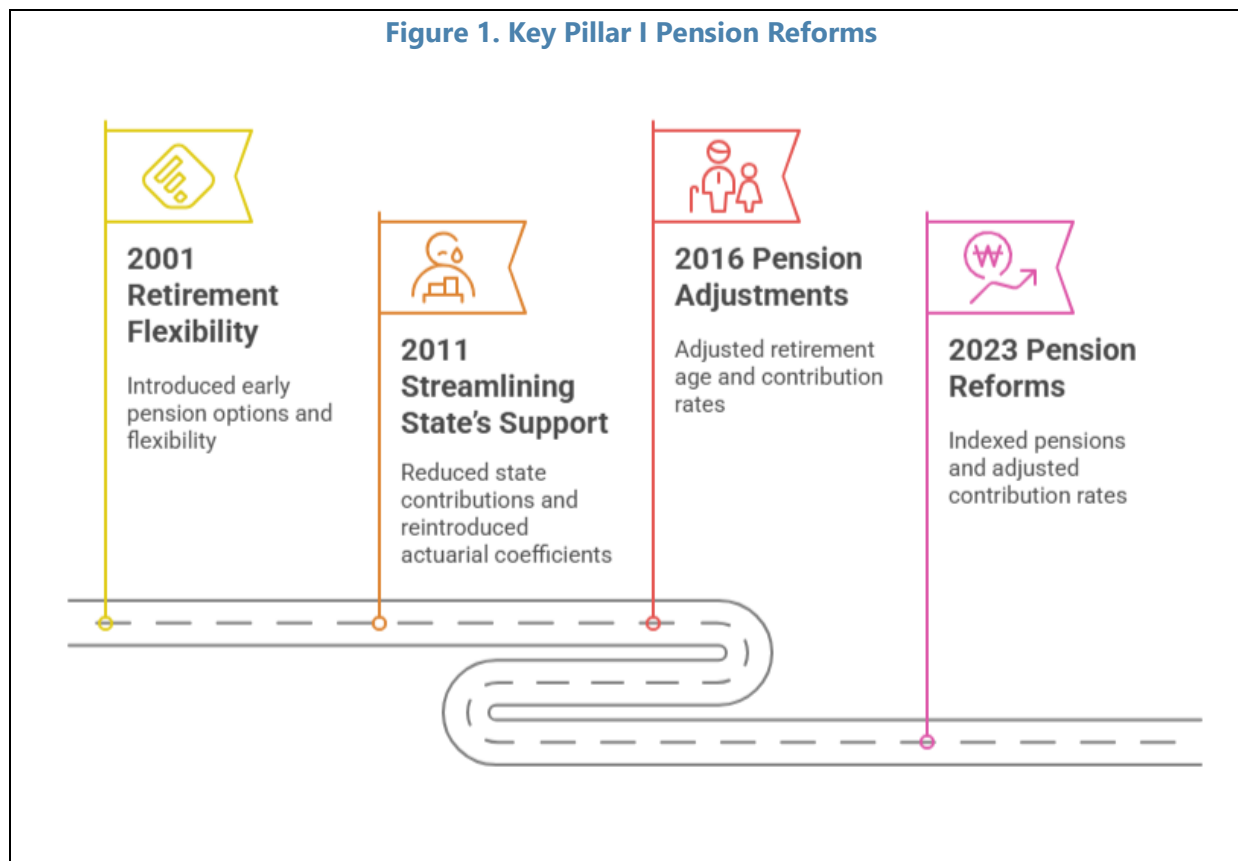 Figure 1. Key Pillar I Pension Reforms
2001
Retirement
Flexibility
Introduced early
pension options and
flexibility
2011
Streamlining
State's Support
Reduced state
contributions and
reintroduced
actuarial coefficients
2016 Pension
Adjustments
Adjusted retirement
age and contribution
rates
₩
2023 Pension
Reforms
Indexed pensions
and adjusted
contribution rates